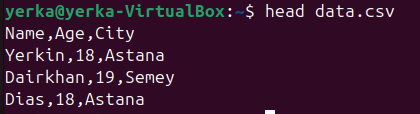 yerka@yerka-VirtualBox:~$ head data.csv
Name,Age,City
Yerkin,18,Astana
Dairkhan,19,Semey
Dias,18,Astana